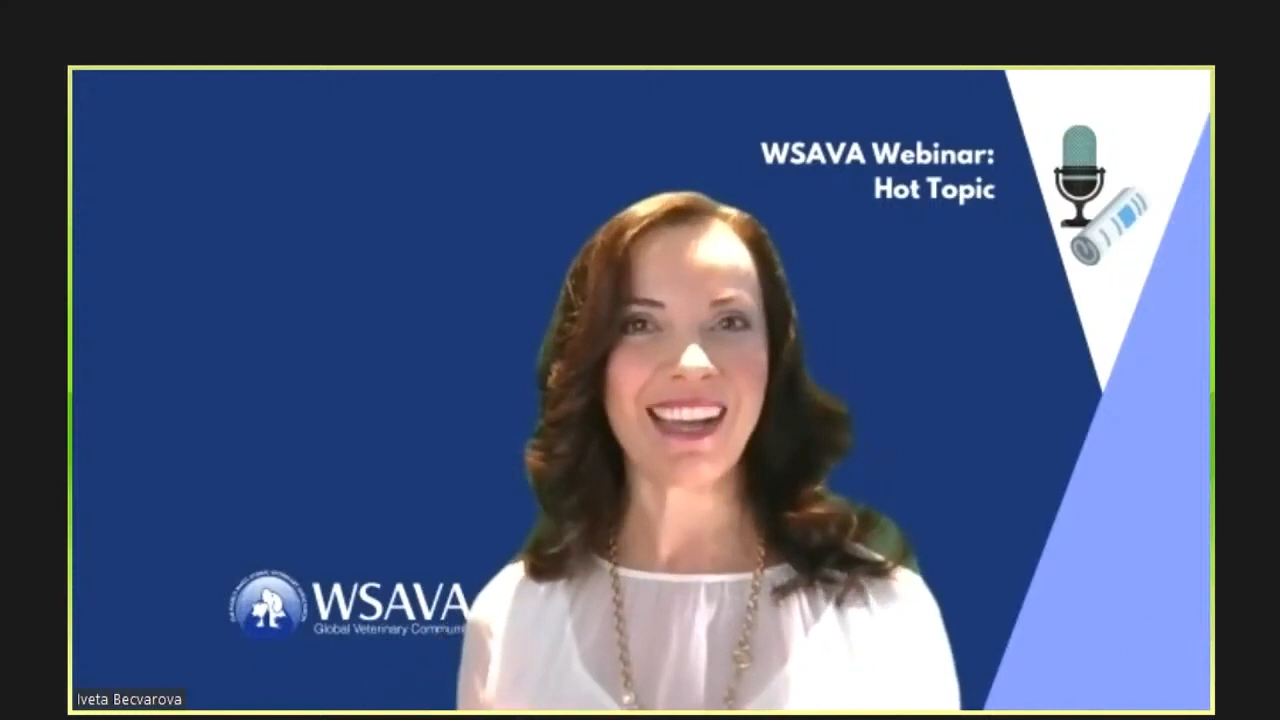 WSAVA Webinar:
Hot Topic
WSAVA
Global Veterinary Commun
Iveta Becvarova